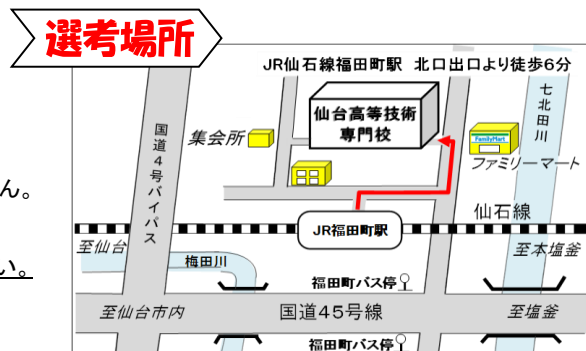 選考場所
JR仙石線福田町駅 北口出口より徒歩6分
仙台高等技術
専門校
七北田川
国道4号バイパス
集会所
FamilyMart
ファミリーマート
ん。
仙石線
JR福田町駅
至仙台
至本塩釜
梅田川
い。
福田町バス停
至仙台市内
国道45号線
至塩釜
福田町バス停